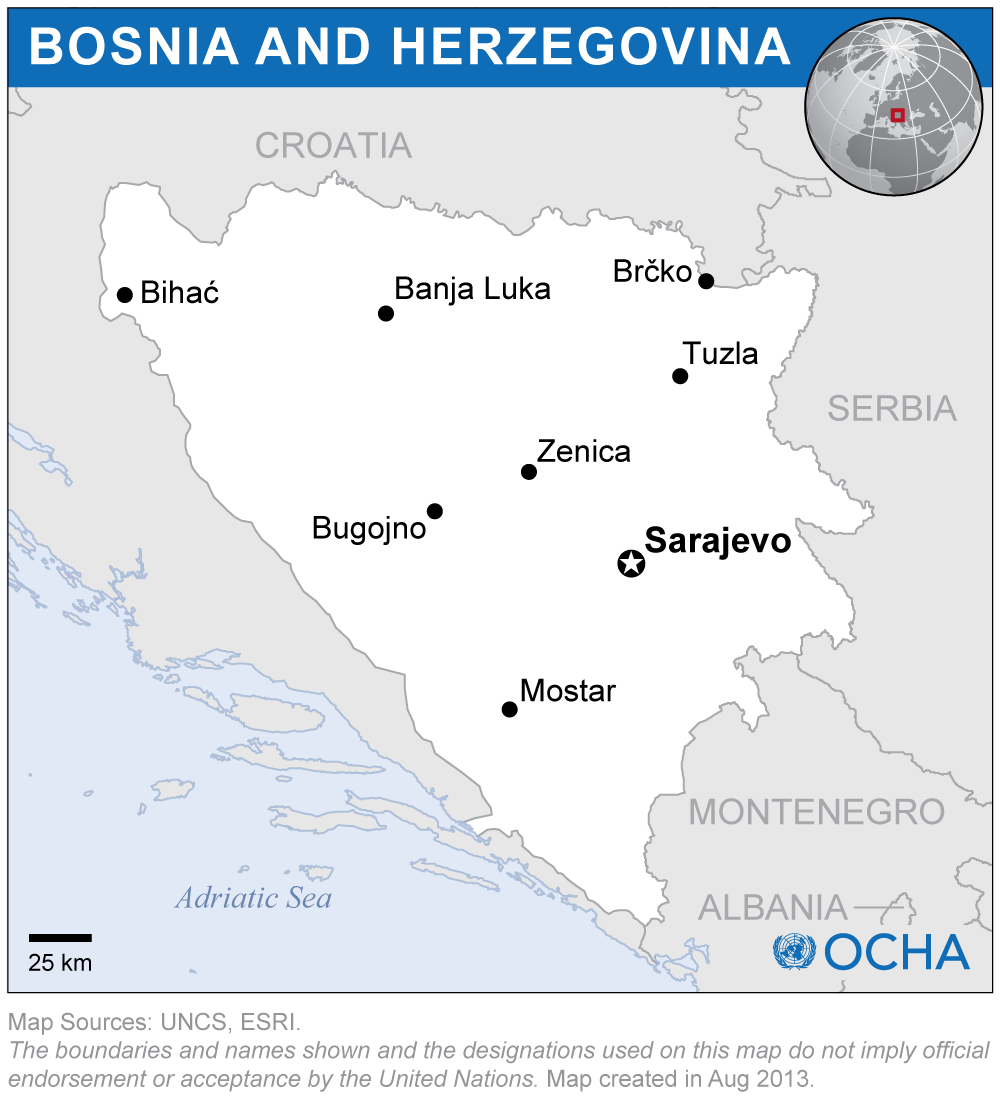 BOSNIA AND HERZEGOVINA
CROATIA
Brčko
Bihać
Banja Luka
Tuzla
SERBIA
Zenica
Bugojno
Sarajevo
Mostar
MONTENEGRO
Adriatic Sea
ALBANIA
OCHA
25 km
Map Sources: UNCS, ESRI.
The boundaries and names shown and the designations used on this map do not imply official
endorsement or acceptance by the United Nations. Map created in Aug 2013.